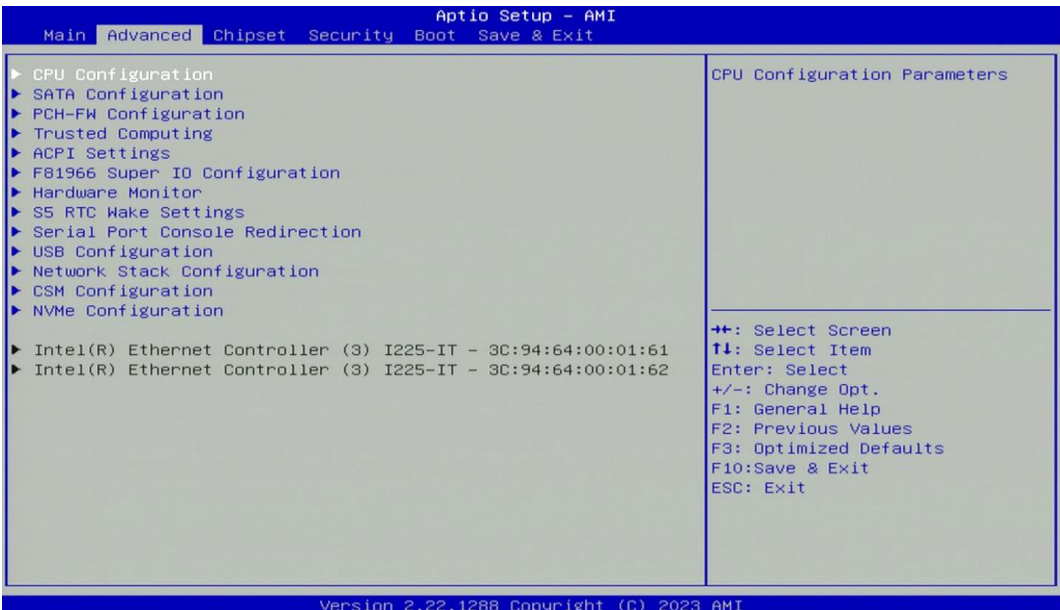 Aptio Setup – AMI
Main Advanced Chipset Security Boot Save & Exit
▶ CPU Configuration
▶ SATA Configuration
▶ PCH-FW Configuration
▶ Trusted Computing
▶ ACPI Settings
▶ F81966 Super IO Configuration
▶ Hardware Monitor
▶ S5 RTC Wake Settings
▶ Serial Port Console Redirection
▶ USB Configuration
▶ Network Stack Configuration
▶ CSM Configuration
▶ NVMe Configuration
▶ Intel(R) Ethernet Controller (3) I225-IT – 3C:94:64:00:01:61
▶ Intel(R) Ethernet Controller (3) I225-IT – 3C:94:64:00:01:62
CPU Configuration Parameters
→←: Select Screen
↑↓: Select Item
Enter: Select
+/-: Change Opt.
F1: General Help
F2: Previous Values
F3: Optimized Defaults
F10:Save & Exit
ESC: Exit
Version 2.22.1288 Copyright (C) 2023 AMI